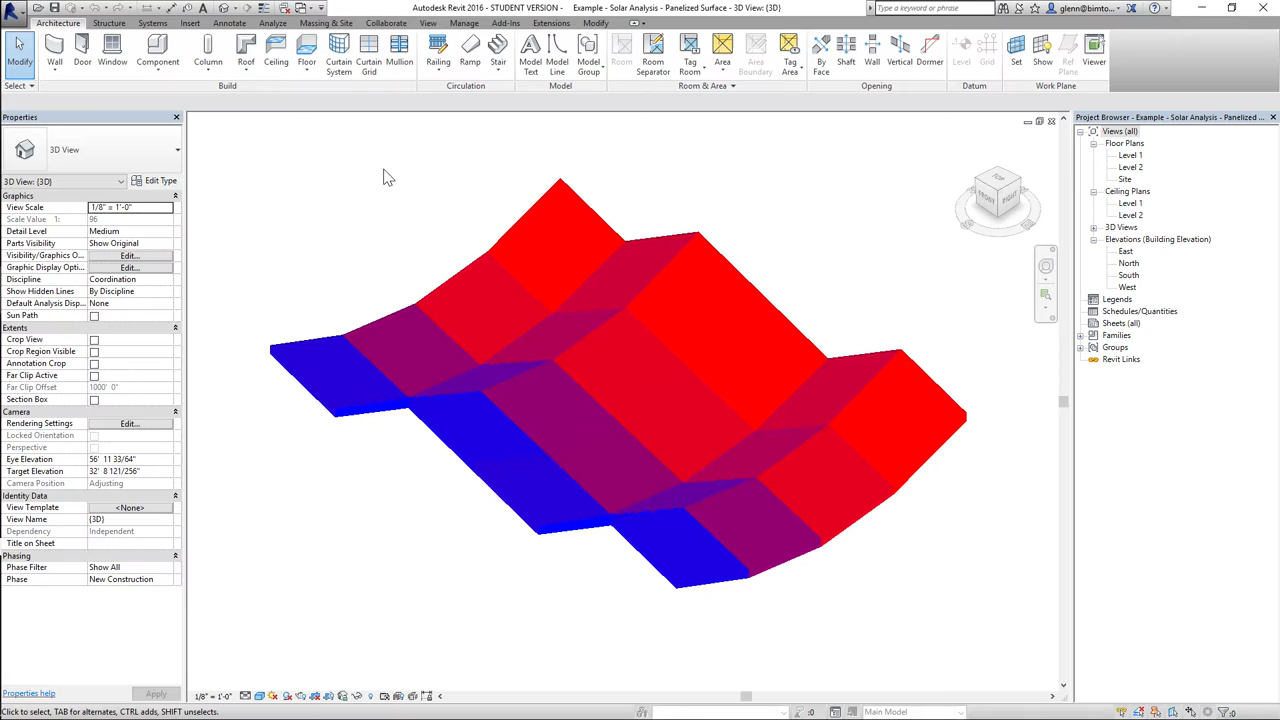 Autodesk Revit 2016 - STUDENT VERSION - Example - Solar Analysis - Panelized Surface - 3D View: {3D}
Type a keyword or phrase
glenn@bimto...
Architecture Structure Systems Insert Annotate Analyze Massing & Site Collaborate View Manage Add-Ins Extensions Modify
Modify Wall Door Window Component Column Roof Ceiling Floor Curtain System Curtain Grid Mullion Railing Ramp Stair Model Text Model Line Model Group Room Room Separator Tag Room Area Area Boundary Tag Area By Face Shaft Wall Vertical Dormer Level Grid Set Show Ref Plane Viewer
Select Build Circulation Model Room & Area Opening Datum Work Plane
Properties
3D View
3D View: {3D} Edit Type
Graphics
View Scale 1/8" = 1'-0"
Scale Value 1: 96
Detail Level Medium
Parts Visibility Show Original
Visibility/Graphics O... Edit...
Graphic Display Opti... Edit...
Discipline Coordination
Show Hidden Lines By Discipline
Default Analysis Disp... None
Sun Path
Extents
Crop View
Crop Region Visible
Annotation Crop
Far Clip Active
Far Clip Offset 1000' 0"
Section Box
Camera
Rendering Settings Edit...
Locked Orientation
Perspective
Eye Elevation 56' 11 33/64"
Target Elevation 32' 8 121/256"
Camera Position Adjusting
Identity Data
View Template <None>
View Name {3D}
Dependency Independent
Title on Sheet
Phasing
Phase Filter Show All
Phase New Construction
Properties help Apply
TOP
FRONT RIGHT
Project Browser - Example - Solar Analysis - Panelized ...
Views (all)
Floor Plans
Level 1
Level 2
Site
Ceiling Plans
Level 1
Level 2
3D Views
Elevations (Building Elevation)
East
North
South
West
Legends
Schedules/Quantities
Sheets (all)
Families
Groups
Revit Links
1/8" = 1'-0"
Click to select, TAB for alternates, CTRL adds, SHIFT unselects.
:0 Main Model :0